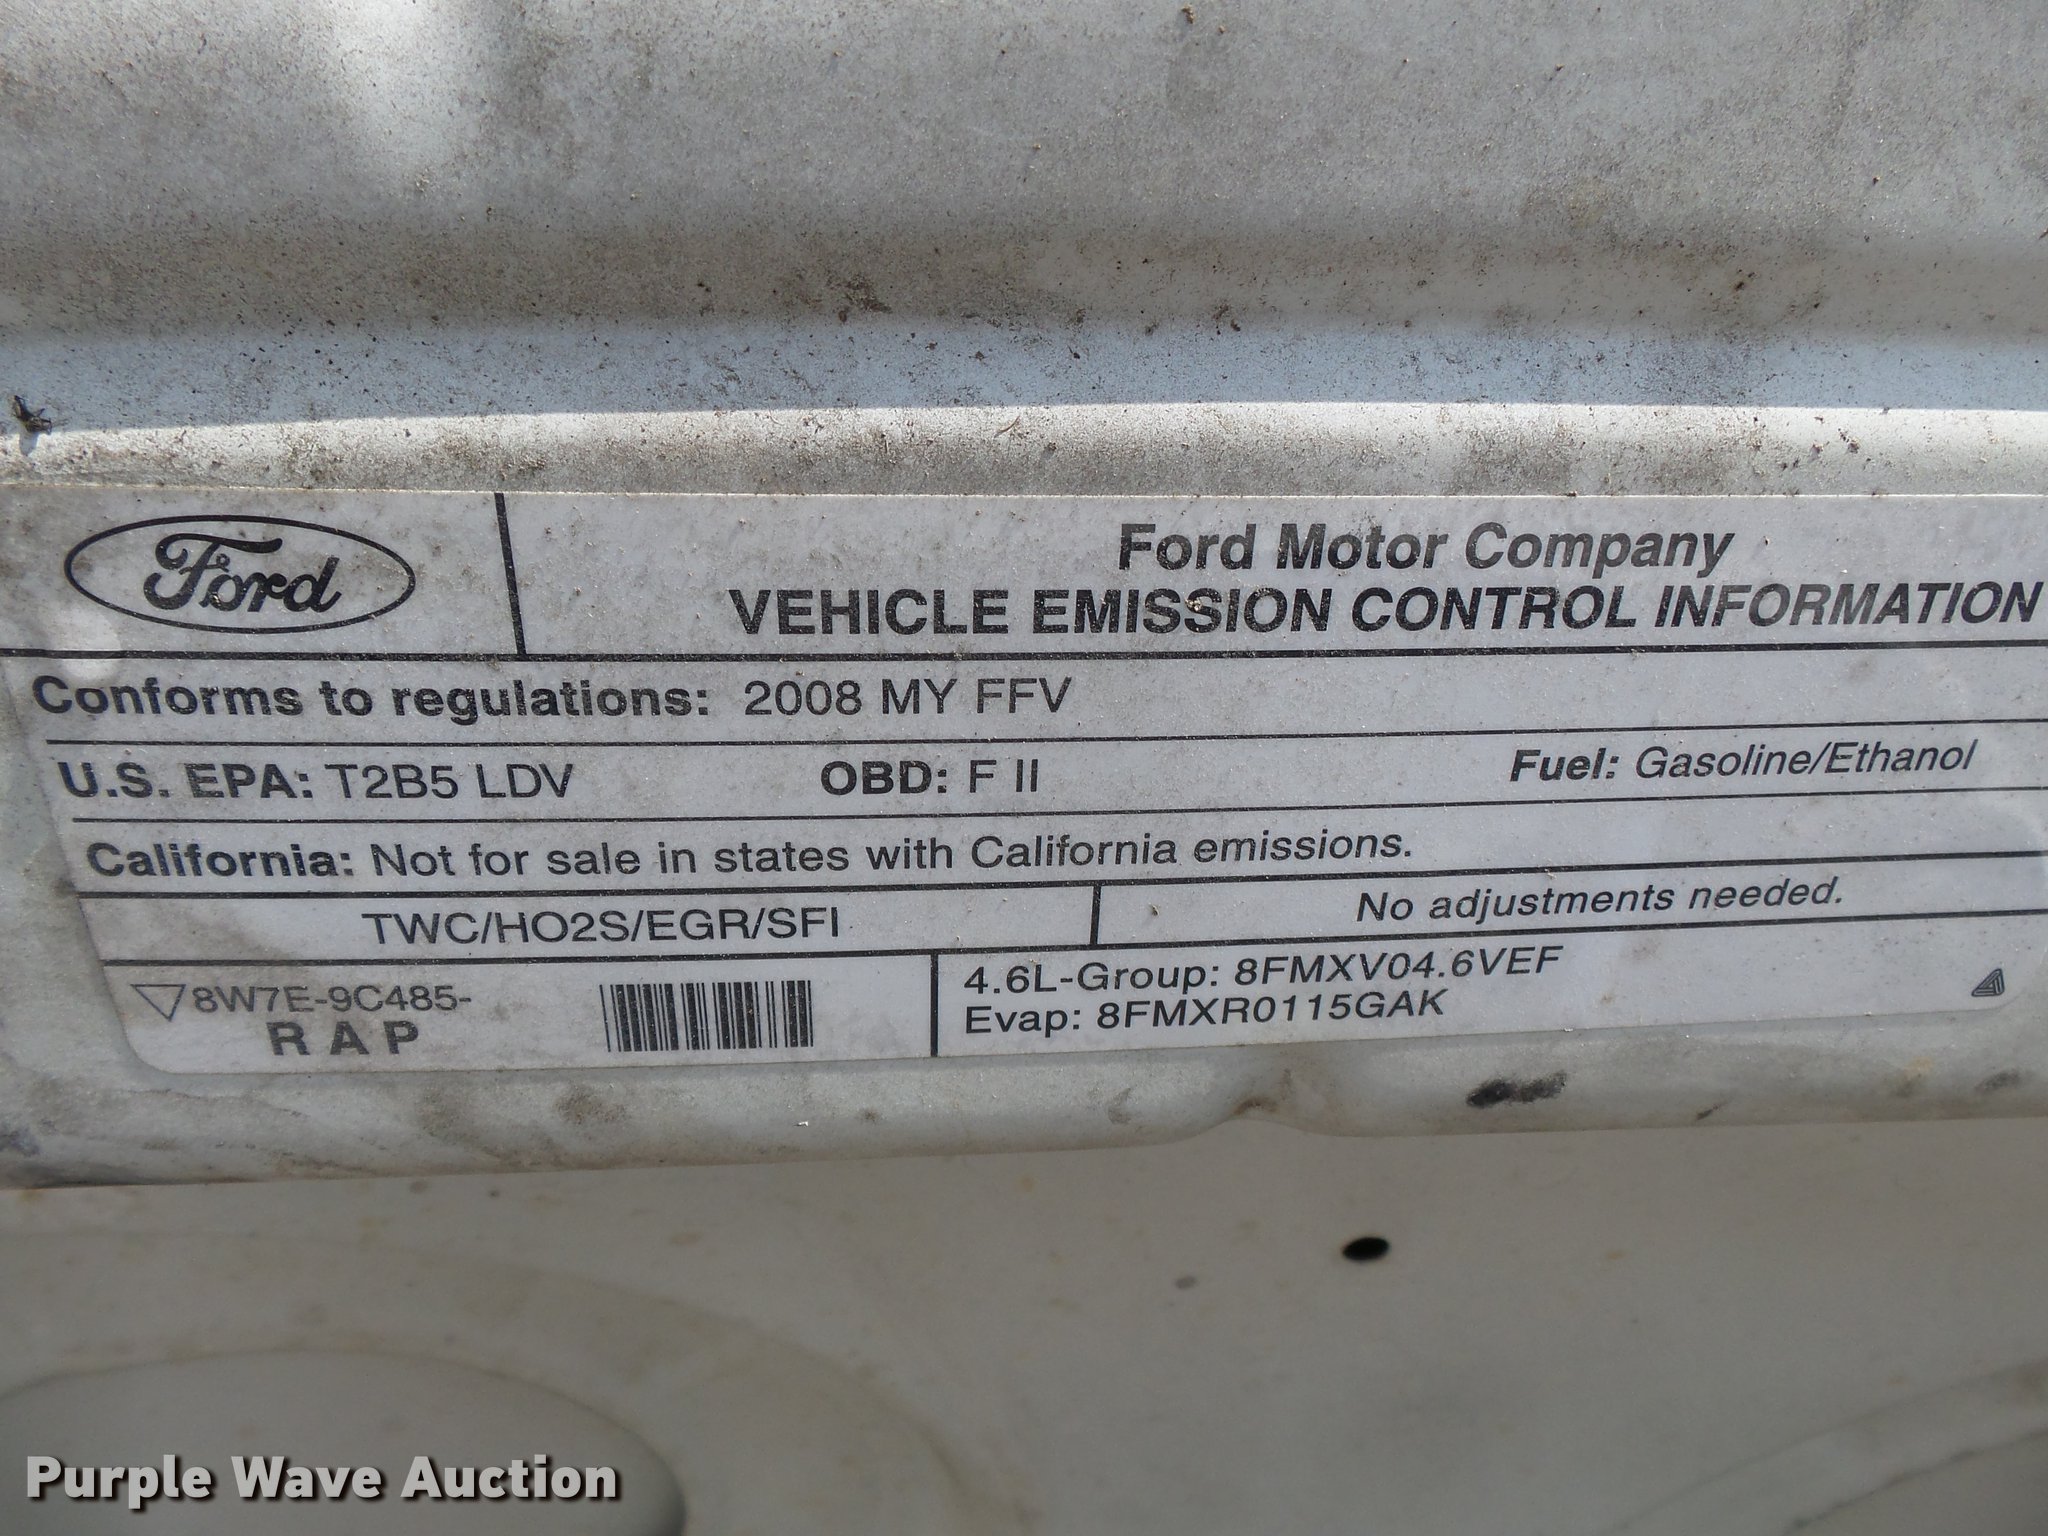 Ford
Ford Motor Company
VEHICLE EMISSION CONTROL INFORMATION
Conforms to regulations: 2008 MY FFV
U.S. EPA: T2B5 LDV OBD: F II Fuel: Gasoline/Ethanol
California: Not for sale in states with California emissions.
TWC/HO2S/EGR/SFI No adjustments needed.
8W7E-9C485-
RAP
4.6L-Group: 8FMXV04.6VEF
Evap: 8FMXR0115GAK
Purple Wave Auction